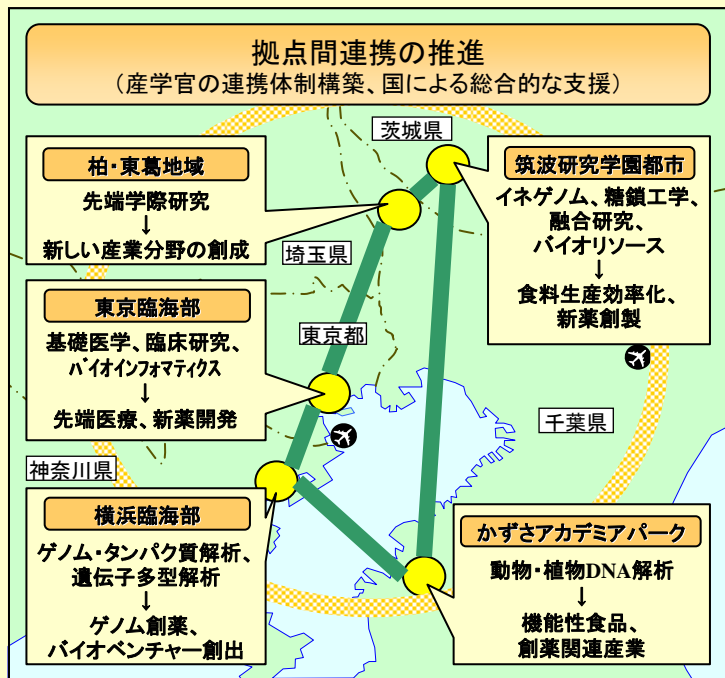 拠点間連携の推進
(産学官の連携体制構築、国による総合的な支援)
茨城県
柏・東葛地域
先端学際研究
↓
新しい産業分野の創成
筑波研究学園都市
イネゲノム、糖鎖工学、
融合研究、
バイオリソース
↓
食料生産効率化、
新薬創製
埼玉県
東京臨海部
基礎医学、臨床研究、
バイオインフォマティクス
↓
先端医療、新薬開発
東京都
千葉県
神奈川県
横浜臨海部
ゲノム・タンパク質解析、
遺伝子多型解析
↓
ゲノム創薬、
バイオベンチャー創出
かずさアカデミアパーク
動物・植物DNA解析
↓
機能性食品、
創薬関連産業